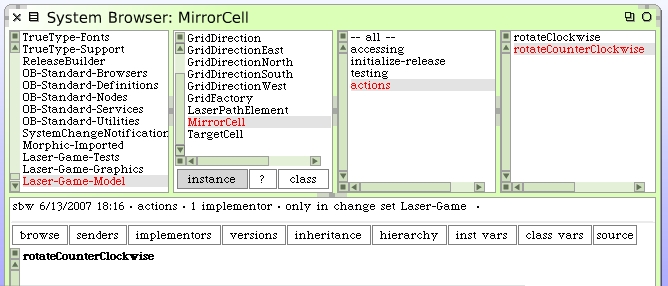 System Browser: MirrorCell
TrueType-Fonts
TrueType-Support
ReleaseBuilder
OB-Standard-Browsers
OB-Standard-Definitions
OB-Standard-Nodes
OB-Standard-Services
OB-Standard-Utilities
SystemChangeNotification
Morphic-Imported
Laser-Game-Tests
Laser-Game-Graphics
Laser-Game-Model
GridDirection
GridDirectionEast
GridDirectionNorth
GridDirectionSouth
GridDirectionWest
GridFactory
LaserPathElement
MirrorCell
TargetCell
instance ? class
-- all --
accessing
initialize-release
testing
actions
rotateClockwise
rotateCounterClockwise
sbw 6/13/2007 18:16 · actions · 1 implementor · only in change set Laser-Game ·
browse senders implementors versions inheritance hierarchy inst vars class vars source
rotateCounterClockwise